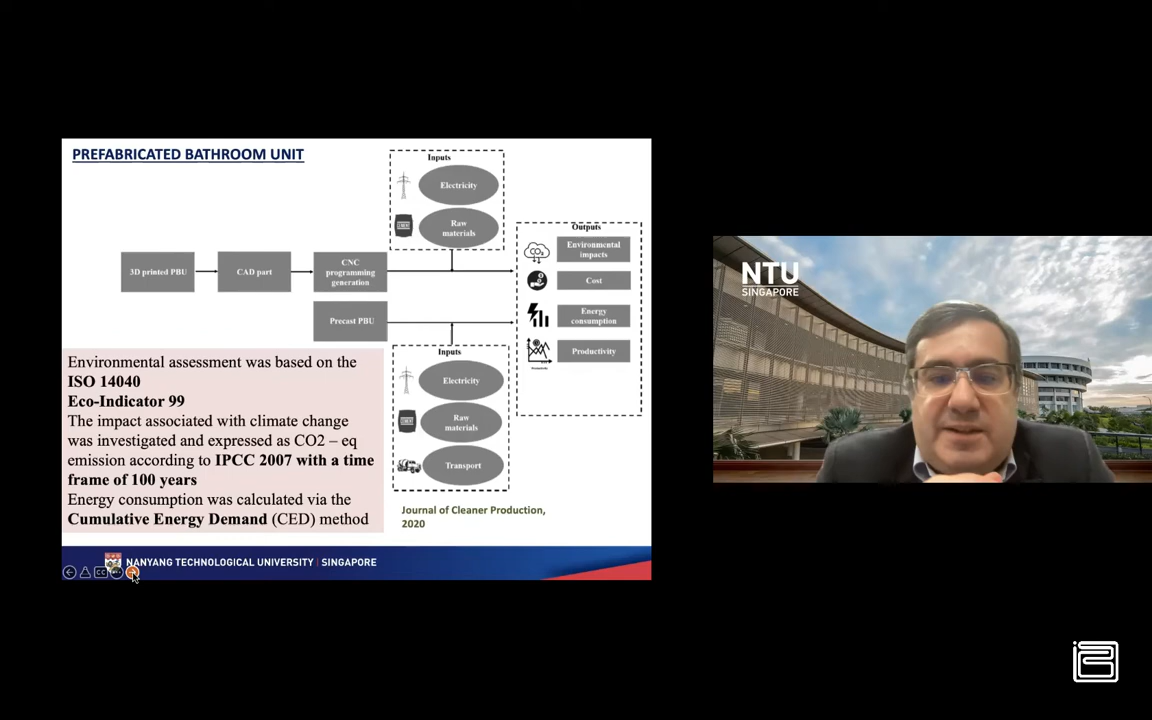 PREFABRICATED BATHROOM UNIT
Inputs
Electricity
Raw
materials
3D printed PBU
CAD part
CNC
programming
generation
Precast PBU
Inputs
Electricity
Raw
materials
Transport
Outputs
Environmental
impacts
CO2
Cost
Energy
consumption
Productivity
Environmental assessment was based on the
ISO 14040
Eco-Indicator 99
The impact associated with climate change
was investigated and expressed as CO2 – eq
emission according to IPCC 2007 with a time
frame of 100 years
Energy consumption was calculated via the
Cumulative Energy Demand (CED) method
Journal of Cleaner Production,
2020
NANYANG TECHNOLOGICAL UNIVERSITY | SINGAPORE
CC
NTU
SINGAPORE